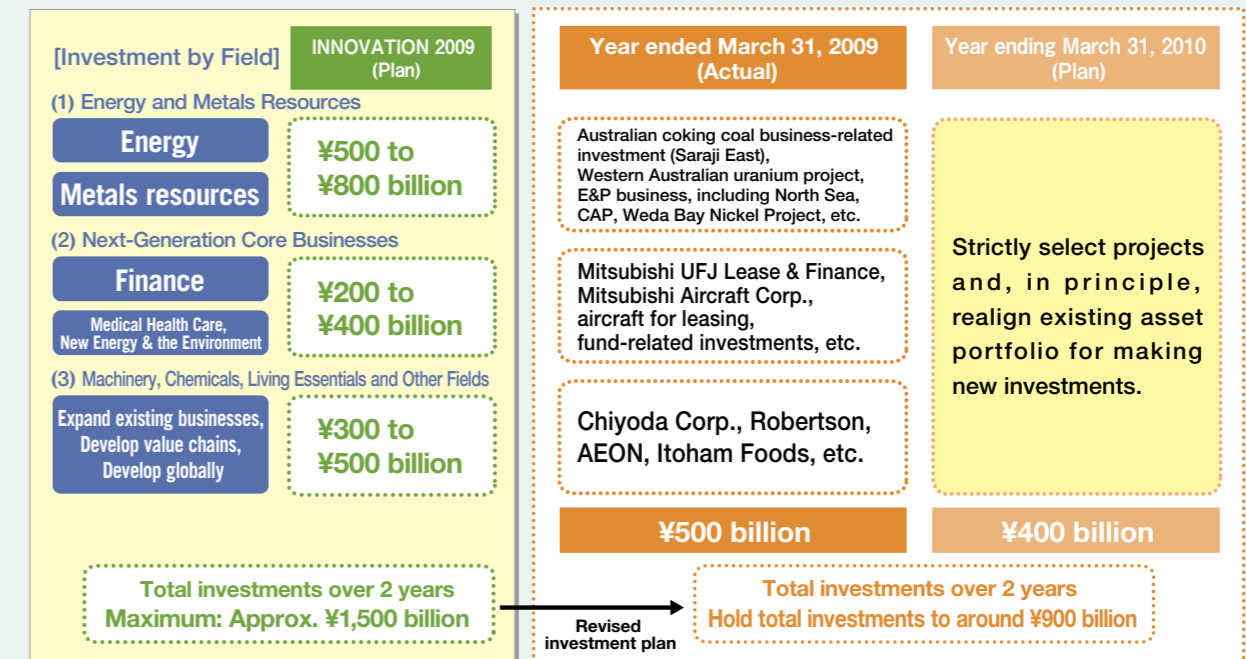 [Investment by Field]
INNOVATION 2009
(Plan)
(1) Energy and Metals Resources
Energy
Metals resources
¥500 to
¥800 billion
(2) Next-Generation Core Businesses
Finance
Medical Health Care,
New Energy & the Environment
¥200 to
¥400 billion
(3) Machinery, Chemicals, Living Essentials and Other Fields
Expand existing businesses,
Develop value chains,
Develop globally
¥300 to
¥500 billion
Total investments over 2 years
Maximum: Approx. ¥1,500 billion
Revised
investment plan
Year ended March 31, 2009
(Actual)
Australian coking coal business-related
investment (Saraji East),
Western Australian uranium project,
E&P business, including North Sea,
CAP, Weda Bay Nickel Project, etc.
Mitsubishi UFJ Lease & Finance,
Mitsubishi Aircraft Corp.,
aircraft for leasing,
fund-related investments, etc.
Chiyoda Corp., Robertson,
AEON, Itoham Foods, etc.
¥500 billion
Year ending March 31, 2010
(Plan)
Strictly select projects
and, in principle,
realign existing asset
portfolio for making
new investments.
¥400 billion
Total investments over 2 years
Hold total investments to around ¥900 billion